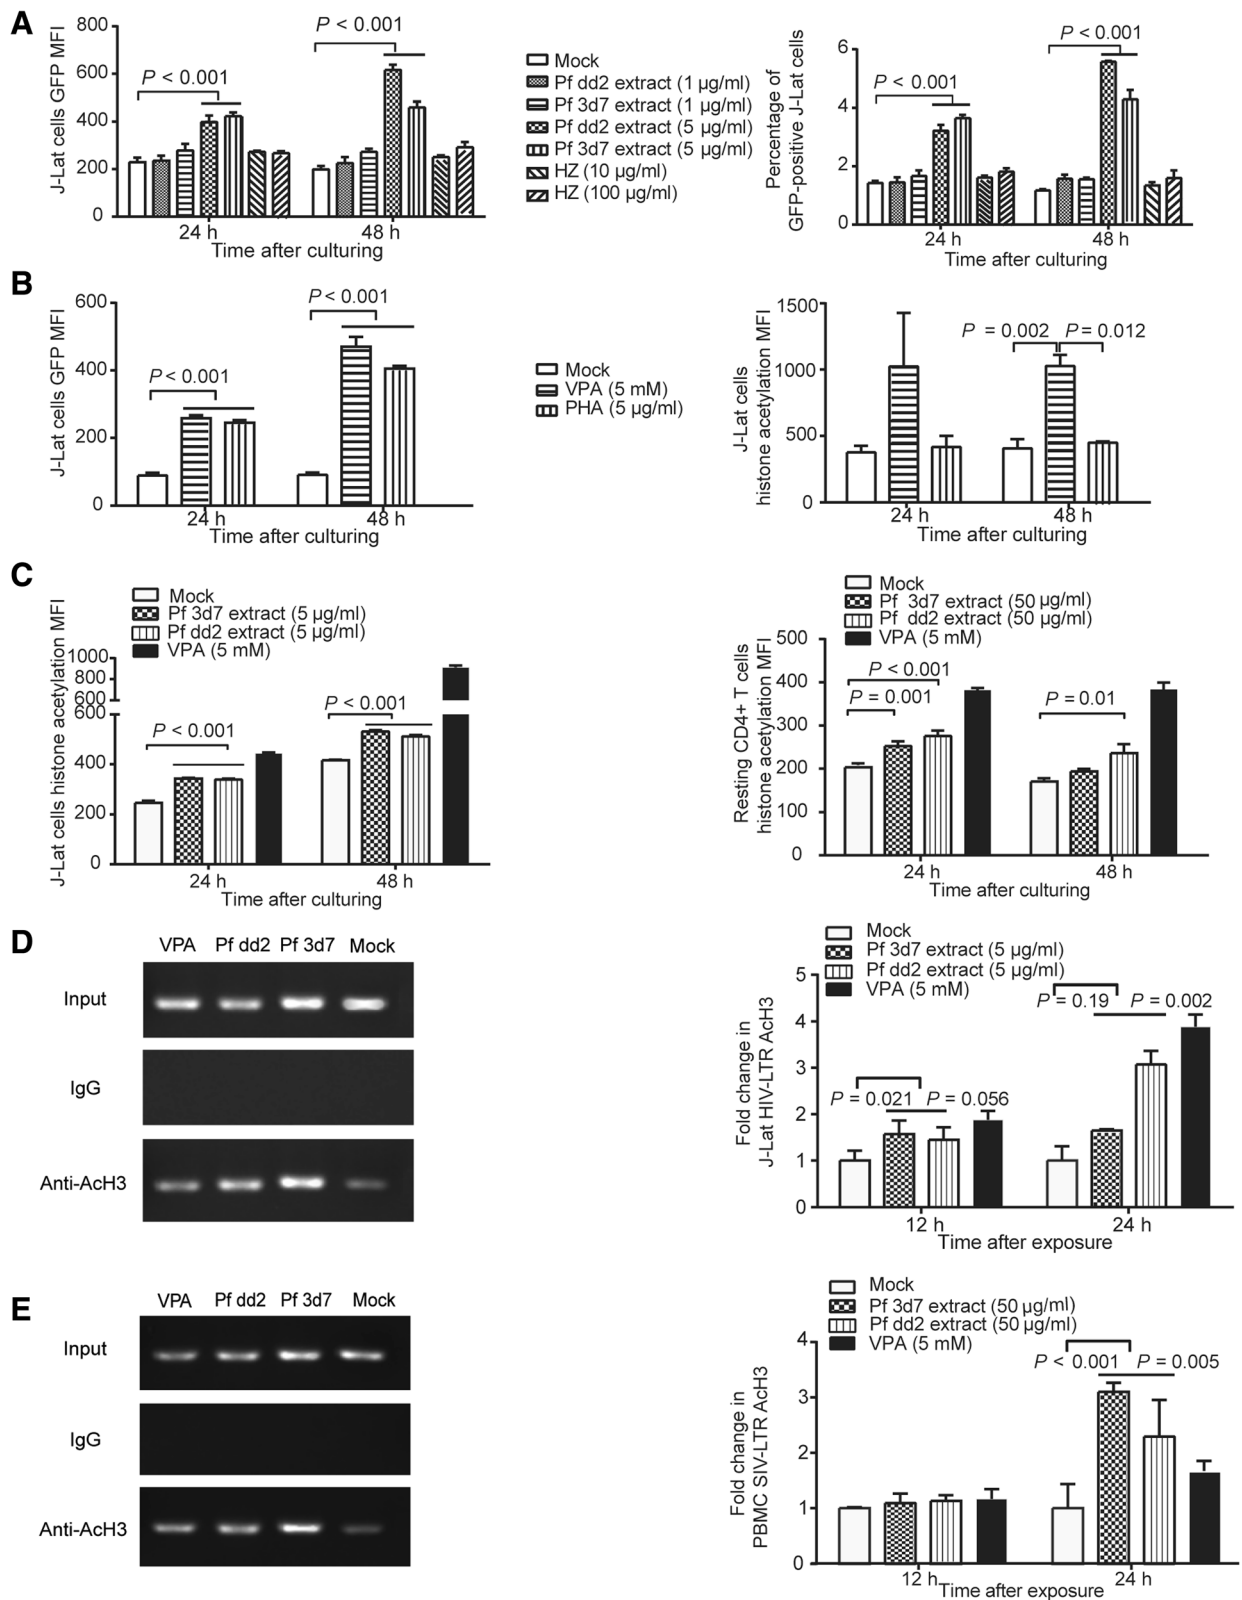 A
J-Lat cells GFP MFI
800
600
400
200
0
P < 0.001
P < 0.001
24 h
48 h
Time after culturing
Mock
Pf dd2 extract (1 µg/ml)
Pf 3d7 extract (1 µg/ml)
Pf dd2 extract (5 µg/ml)
Pf 3d7 extract (5 µg/ml)
HZ (10 µg/ml)
HZ (100 µg/ml)
Percentage of
GFP-positive J-Lat cells
6
4
2
0
P < 0.001
P < 0.001
24 h
48 h
Time after culturing
B
J-Lat cells GFP MFI
600
400
200
0
P < 0.001
P < 0.001
24 h
48 h
Time after culturing
Mock
VPA (5 mM)
PHA (5 µg/ml)
J-Lat cells
histone acetylation MFI
1500
1000
500
0
P = 0.002
P = 0.012
24 h
48 h
Time after culturing
C
Mock
Pf 3d7 extract (5 µg/ml)
Pf dd2 extract (5 µg/ml)
VPA (5 mM)
J-Lat cells histone acetylation MFI
1000
800
600
600
400
200
0
P < 0.001
P < 0.001
24 h
48 h
Time after culturing
Mock
Pf 3d7 extract (50 µg/ml)
Pf dd2 extract (50 µg/ml)
VPA (5 mM)
Resting CD4+ T cells
histone acetylation MFI
500
400
300
200
100
0
P < 0.001
P = 0.001
P = 0.01
24 h
48 h
Time after culturing
D
VPA Pf dd2 Pf 3d7 Mock
Input
IgG
Anti-AcH3
Mock
Pf 3d7 extract (5 µg/ml)
Pf dd2 extract (5 µg/ml)
VPA (5 mM)
Fold change in
J-Lat HIV-LTR AcH3
5
4
3
2
1
0
P = 0.021
P = 0.056
P = 0.19
P = 0.002
12 h
24 h
Time after exposure
E
VPA Pf dd2 Pf 3d7 Mock
Input
IgG
Anti-AcH3
Mock
Pf 3d7 extract (50 µg/ml)
Pf dd2 extract (50 µg/ml)
VPA (5 mM)
Fold change in
PBMC SIV-LTR AcH3
4
3
2
1
0
P < 0.001
P = 0.005
12 h
24 h
Time after exposure